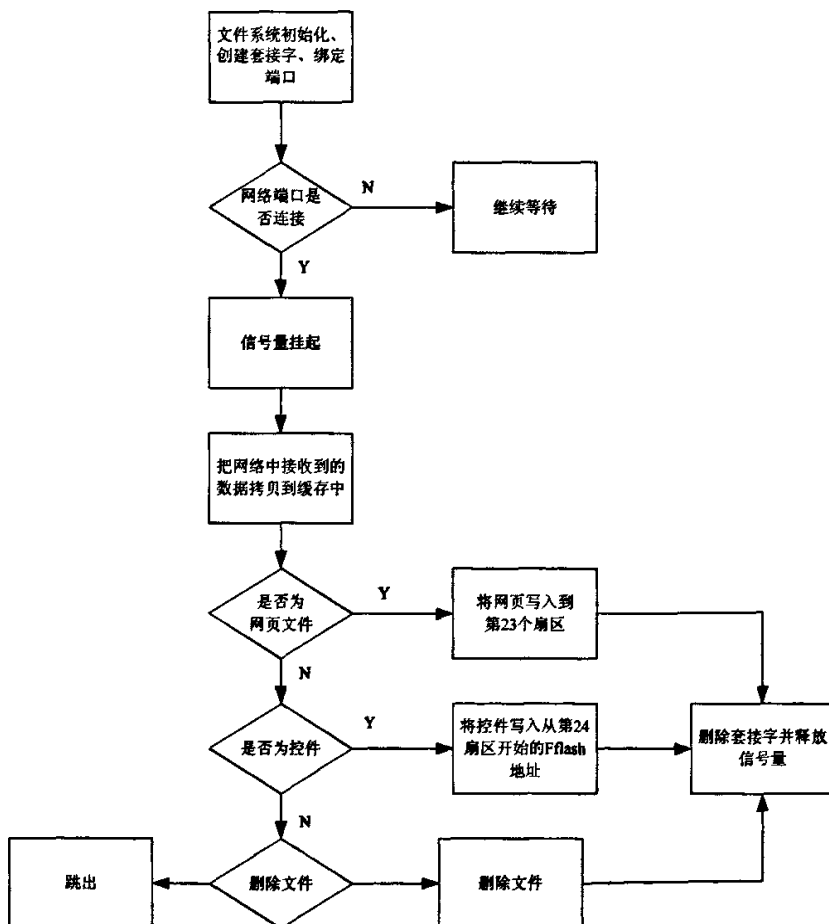 文件系统初始化、
创建套接字、绑定
端口
网络端口是
否连接
N
继续等待
Y
信号量挂起
把网络中接收到的
数据拷贝到缓存中
是否为
网页文件
Y
将网页写入到
第23个扇区
N
是否为控件
Y
将控件写入从第24
扇区开始的Fflash
地址
删除套接字并释放
信号量
N
跳出
删除文件
删除文件